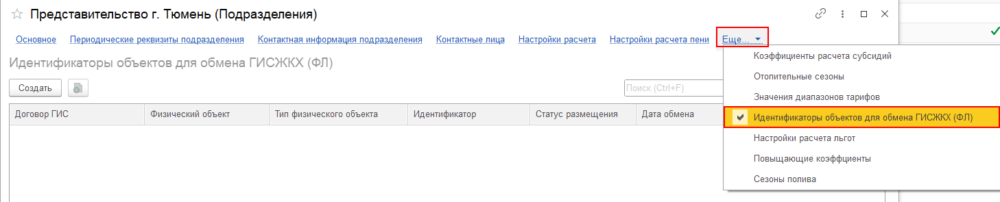 Представительство г. Тюмень (Подразделения)
Основное Периодические реквизиты подразделения Контактная информация подразделения Контактные лица Настройки расчета Настройки расчета пени Еще...
Идентификаторы объектов для обмена ГИСЖКХ (ФЛ)
Создать Поиск (Ctrl+F)
Договор ГИС Физический объект Тип физического объекта Идентификатор Статус размещения Дата обмена
Коэффициенты расчета субсидий
Отопительные сезоны
Значения диапазонов тарифов
Идентификаторы объектов для обмена ГИСЖКХ (ФЛ)
Настройки расчета льгот
Повыщающие коэффциенты
Сезоны полива